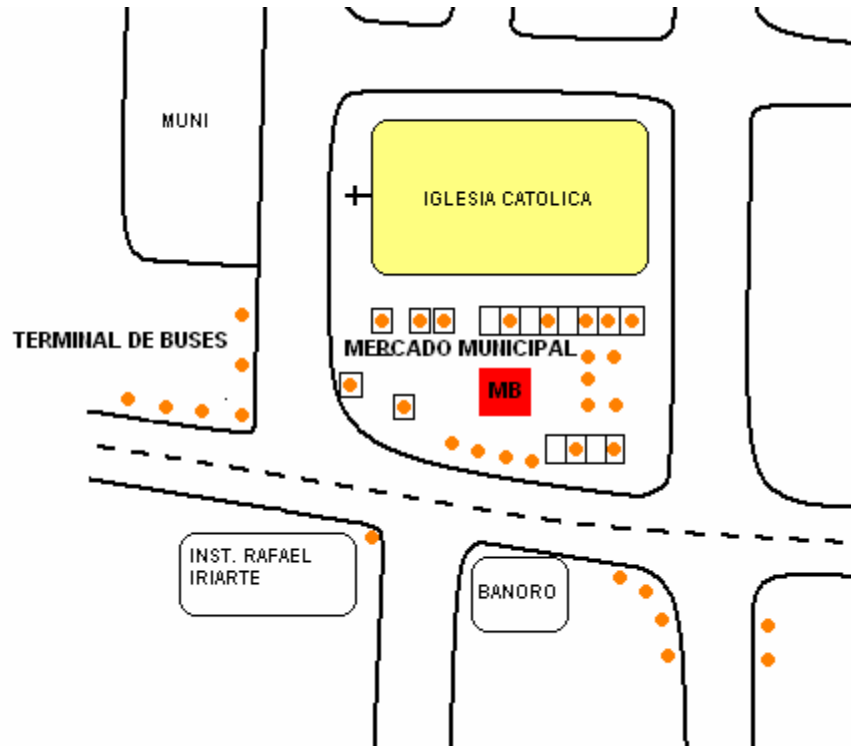 MUNI
IGLESIA CATOLICA
TERMINAL DE BUSES
MERCADO MUNICIPAL
MB
INST. RAFAEL
IRIARTE
BANORO